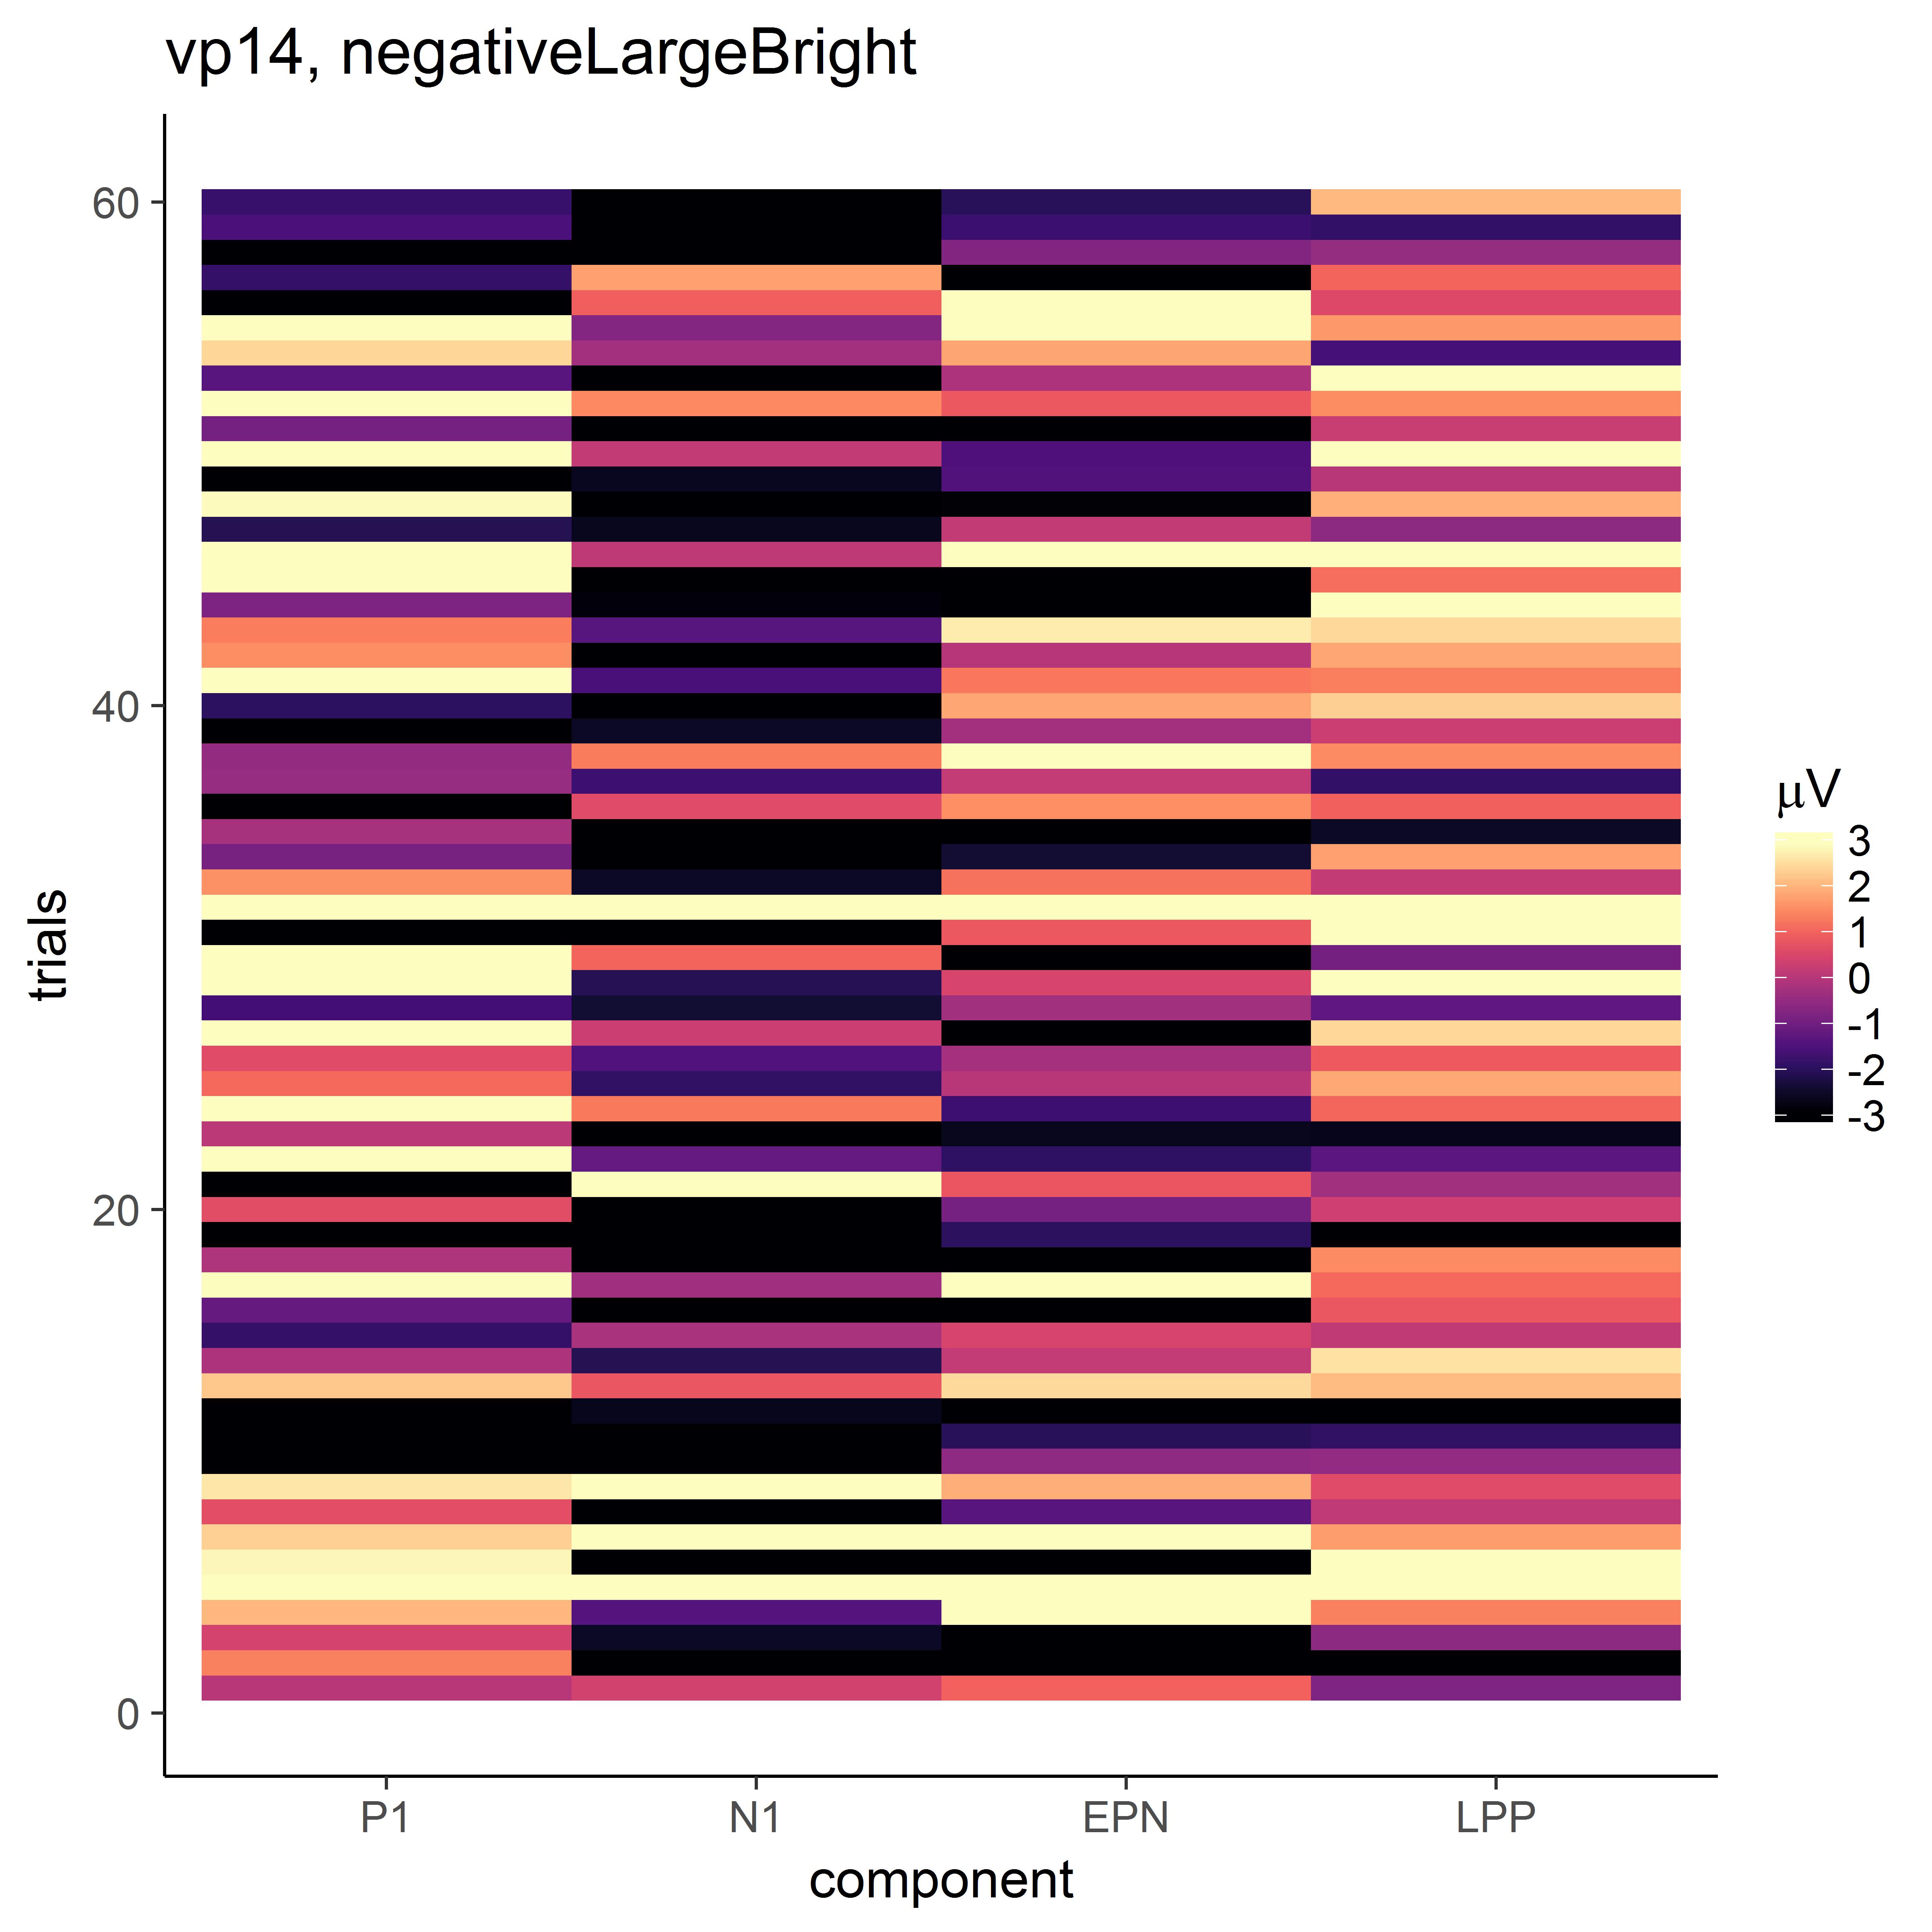 vp14, negativeLargeBright
60
40
20
0
trials
P1 N1 EPN LPP
component
μV
3
2
1
0
-1
-2
-3